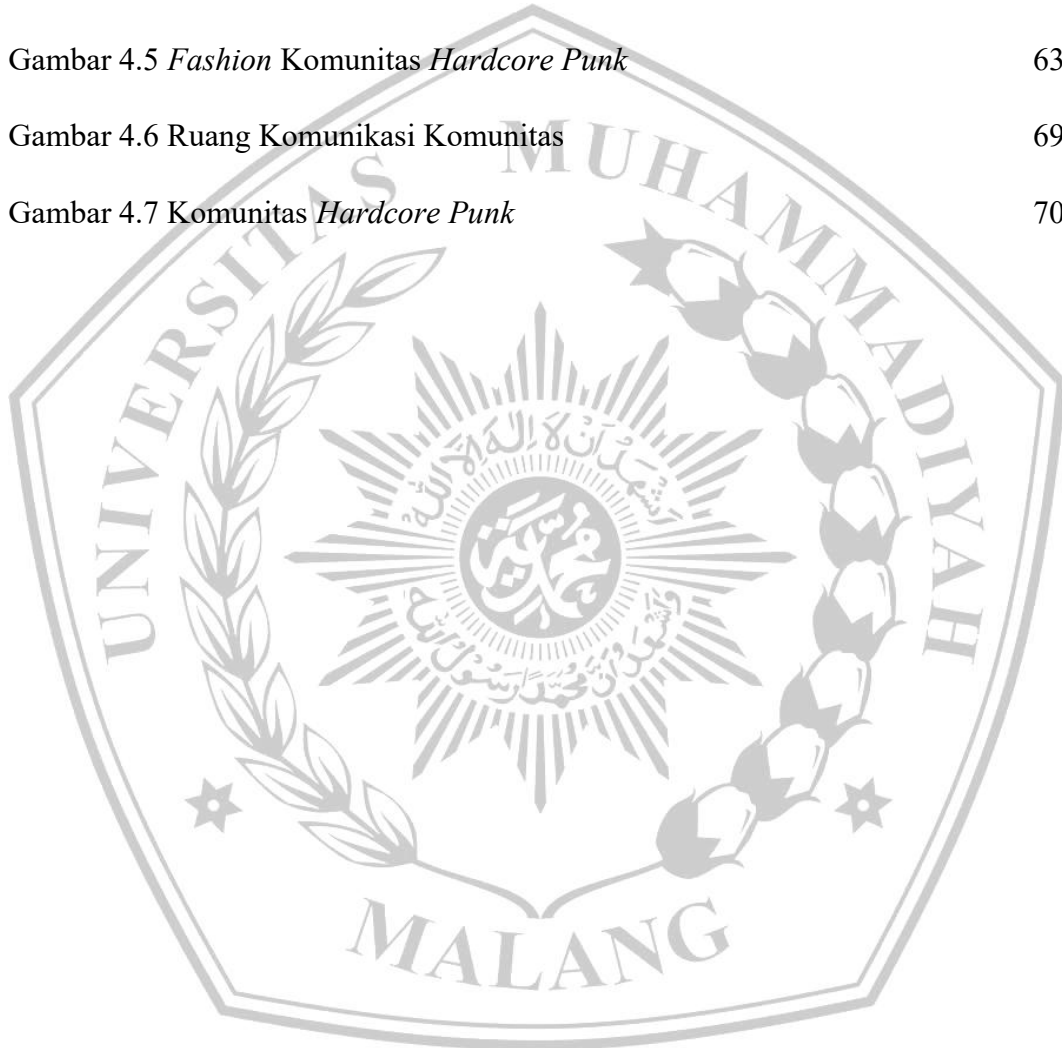 Gambar 4.5 Fashion Komunitas Hardcore Punk 63
Gambar 4.6 Ruang Komunikasi Komunitas 69
Gambar 4.7 Komunitas Hardcore Punk 70
UNIVERSITAS MUHAMMADIYAH
MALANG